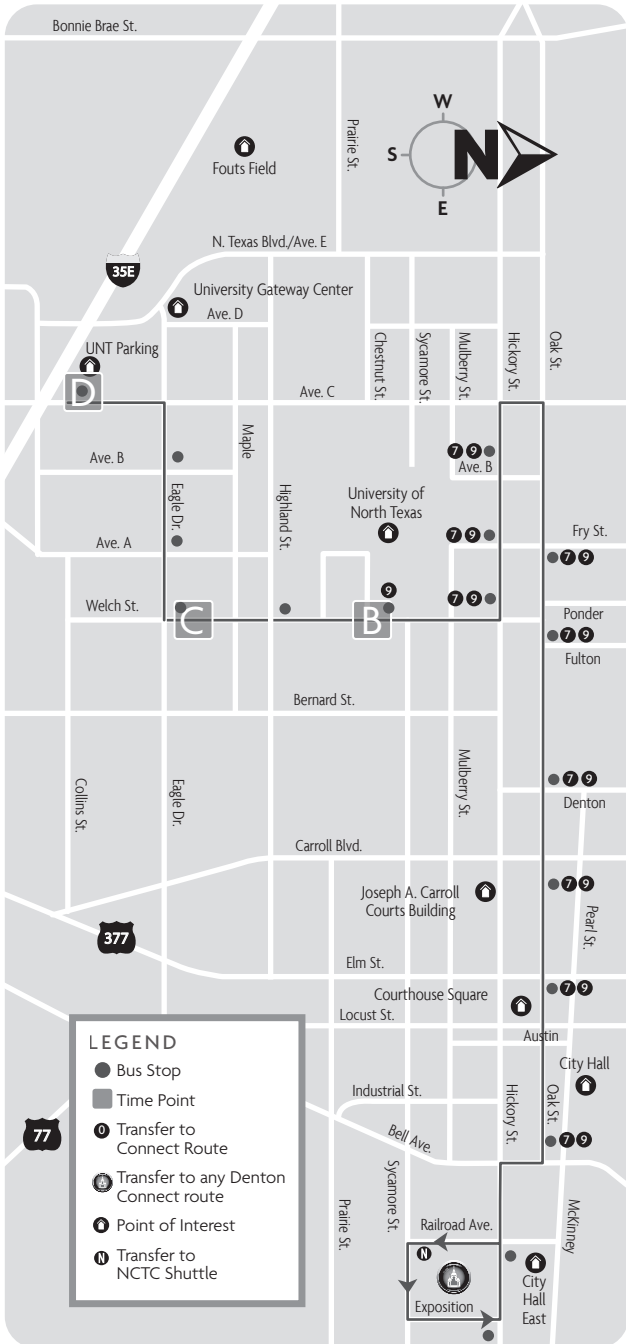 Bonnie Brae St.
W
Prairie St.
S
N
E
Fouts Field
N. Texas Blvd./Ave. E
35E
University Gateway Center
Ave. D
UNT Parking
Chestnut St.
Sycamore St.
Mulberry St.
Hickory St.
Oak St.
D
Ave. C
Maple
7 9
Ave. B
Ave. B
Eagle Dr.
Highland St.
University of
North Texas
7 9
Fry St.
Ave. A
7 9
9
7 9
Welch St.
C
B
Ponder
7 9
Fulton
Bernard St.
Collins St.
Eagle Dr.
Mulberry St.
7 9
Denton
Carroll Blvd.
Joseph A. Carroll
Courts Building
7 9
Pearl St.
377
Elm St.
Courthouse Square
7 9
Locust St.
Austin
City Hall
LEGEND
Bus Stop
Time Point
0 Transfer to
Connect Route
Transfer to any Denton
Connect route
Point of Interest
N Transfer to
NCTC Shuttle
Industrial St.
Hickory St.
Oak St.
77
Bell Ave.
7 9
Sycamore St.
Prairie St.
McKinney
Railroad Ave.
N
Exposition
City
Hall
East